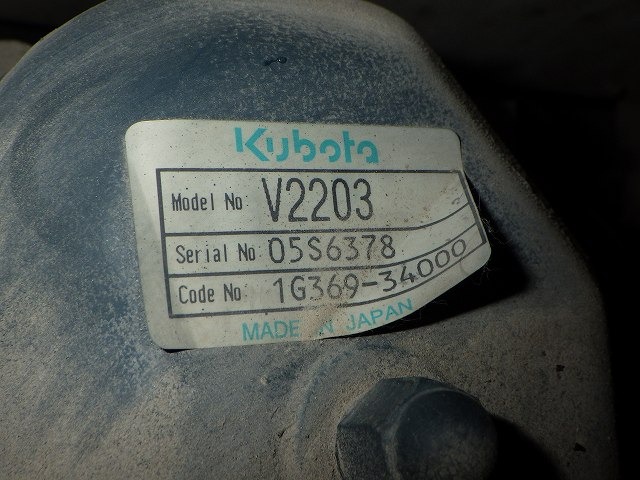 Kubota
Model No V2203
Serial No 05S6378
Code No 1G369-34000
MADE IN JAPAN